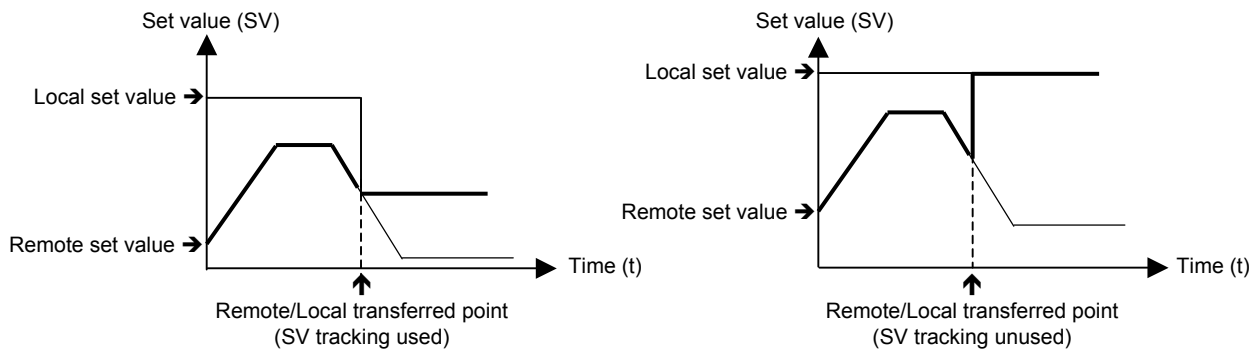 Set value (SV)
Local set value
Remote set value
Time (t)
Remote/Local transferred point
(SV tracking used)
Set value (SV)
Local set value
Remote set value
Time (t)
Remote/Local transferred point
(SV tracking unused)